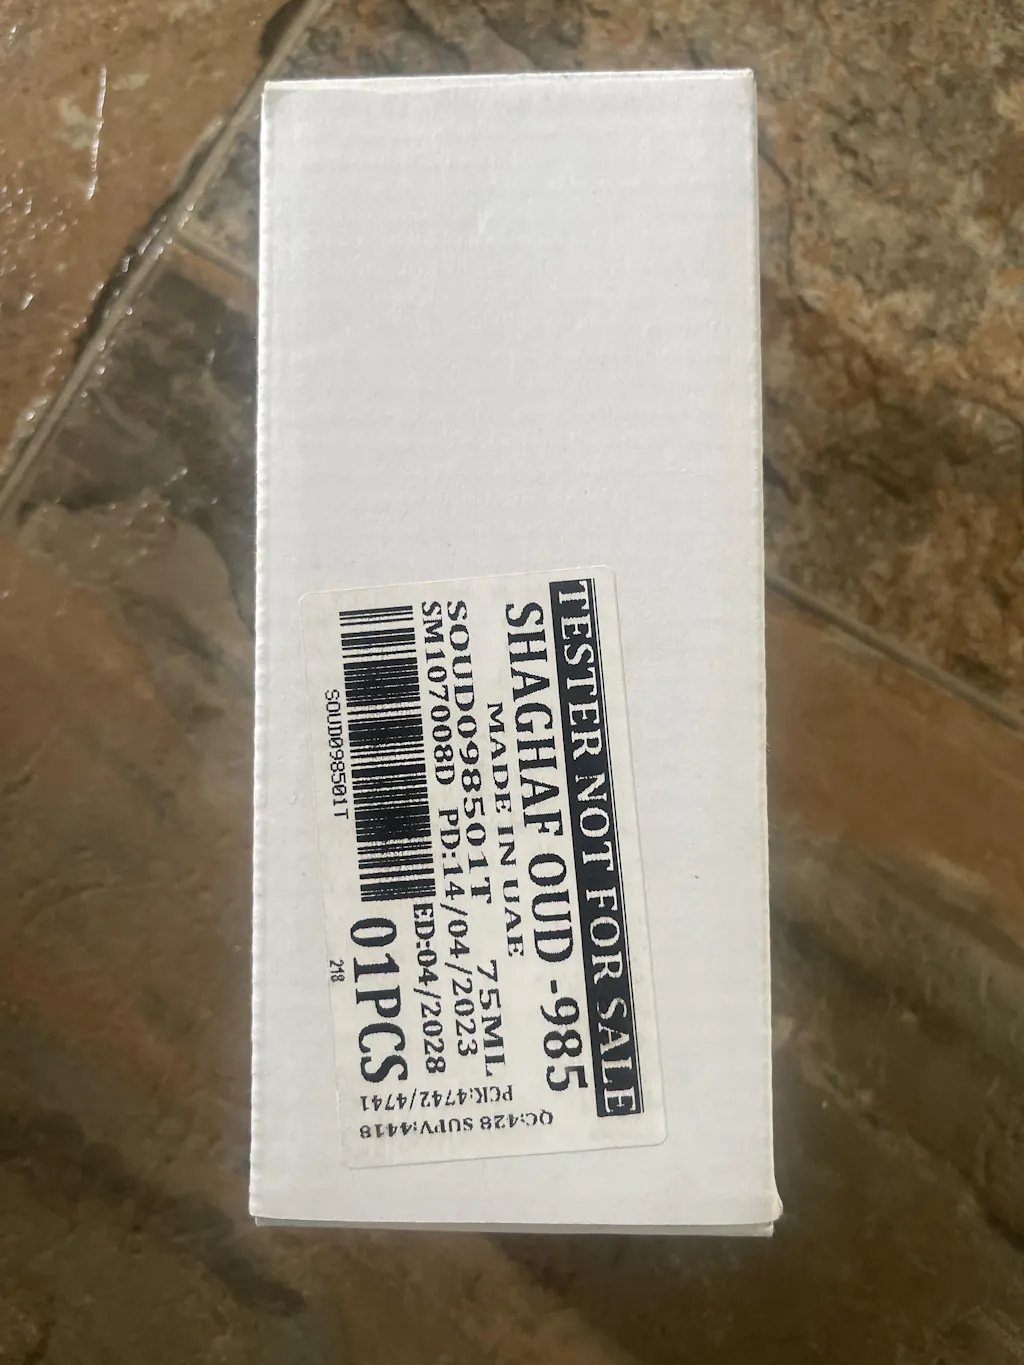 TESTER NOT FOR SALE
SHAGHAF OUD -985
MADE IN UAE
75ML
SOUD098501T
SM107008D PD:14/04/2023
ED:04/2028
01PCS
SOUD098501T
218
PCK:4742/4741
QC:428 SUPV:4418